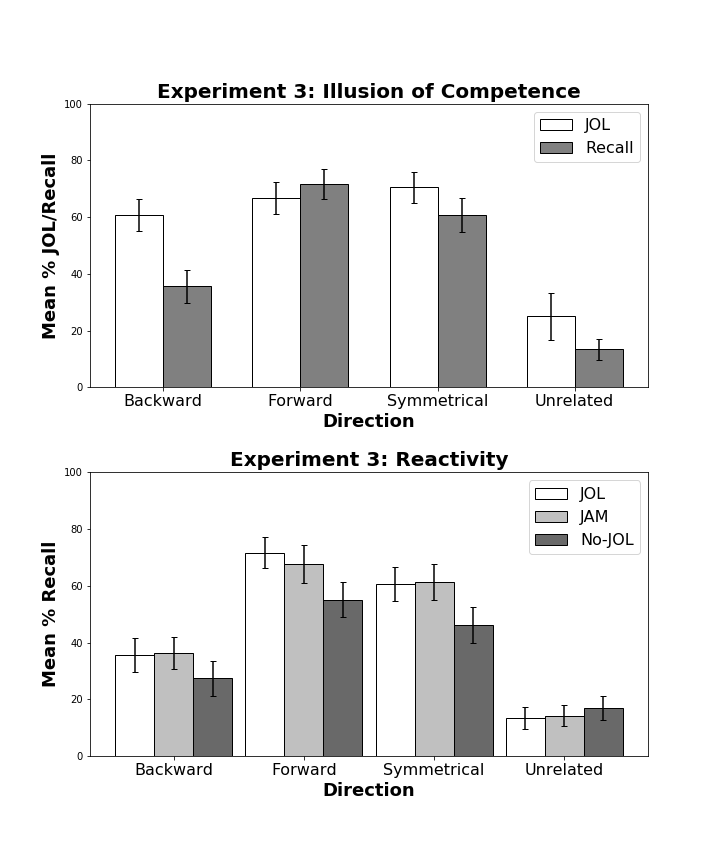 Experiment 3: Illusion of Competence
Mean % JOL/Recall
100
80
60
40
20
0
JOL
Recall
Backward Forward Symmetrical Unrelated
Direction
Experiment 3: Reactivity
Mean % Recall
100
80
60
40
20
0
JOL
JAM
No-JOL
Backward Forward Symmetrical Unrelated
Direction